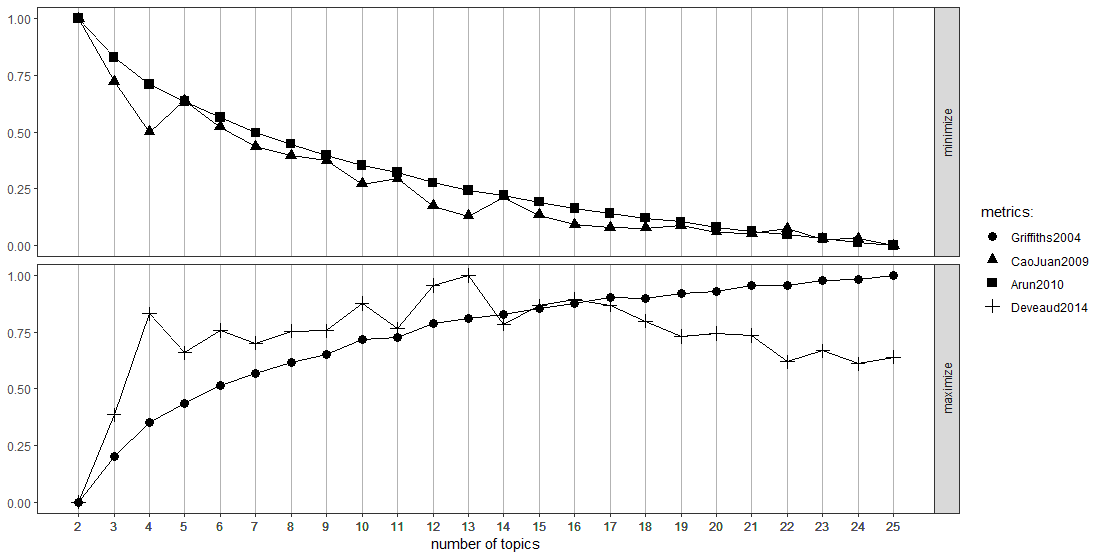 1.00
0.75
0.50
0.25
0.00
minimize
1.00
0.75
0.50
0.25
0.00
maximize
2 3 4 5 6 7 8 9 10 11 12 13 14 15 16 17 18 19 20 21 22 23 24 25
number of topics
metrics:
Griffiths2004
CaoJuan2009
Arun2010
Deveaud2014